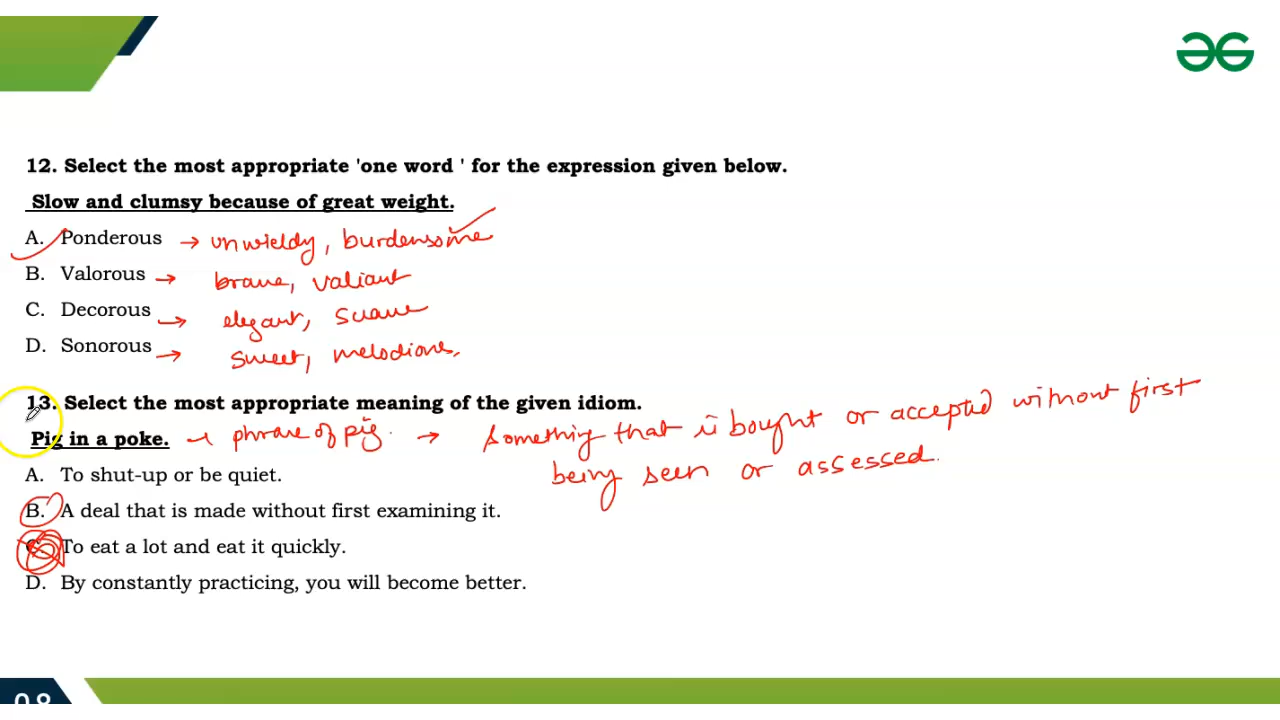 12. Select the most appropriate 'one word ' for the expression given below.
Slow and clumsy because of great weight.
A. Ponderous → unwieldy, burdensome
B. Valorous → brave, valiant
C. Decorous → elegant, suave
D. Sonorous → sweet, melodious,
13. Select the most appropriate meaning of the given idiom.
Pig in a poke. phrase of pig. → Something that is bought or accepted without first
being seen or assessed.
A. To shut-up or be quiet.
B. A deal that is made without first examining it.
To eat a lot and eat it quickly.
D. By constantly practicing, you will become better.